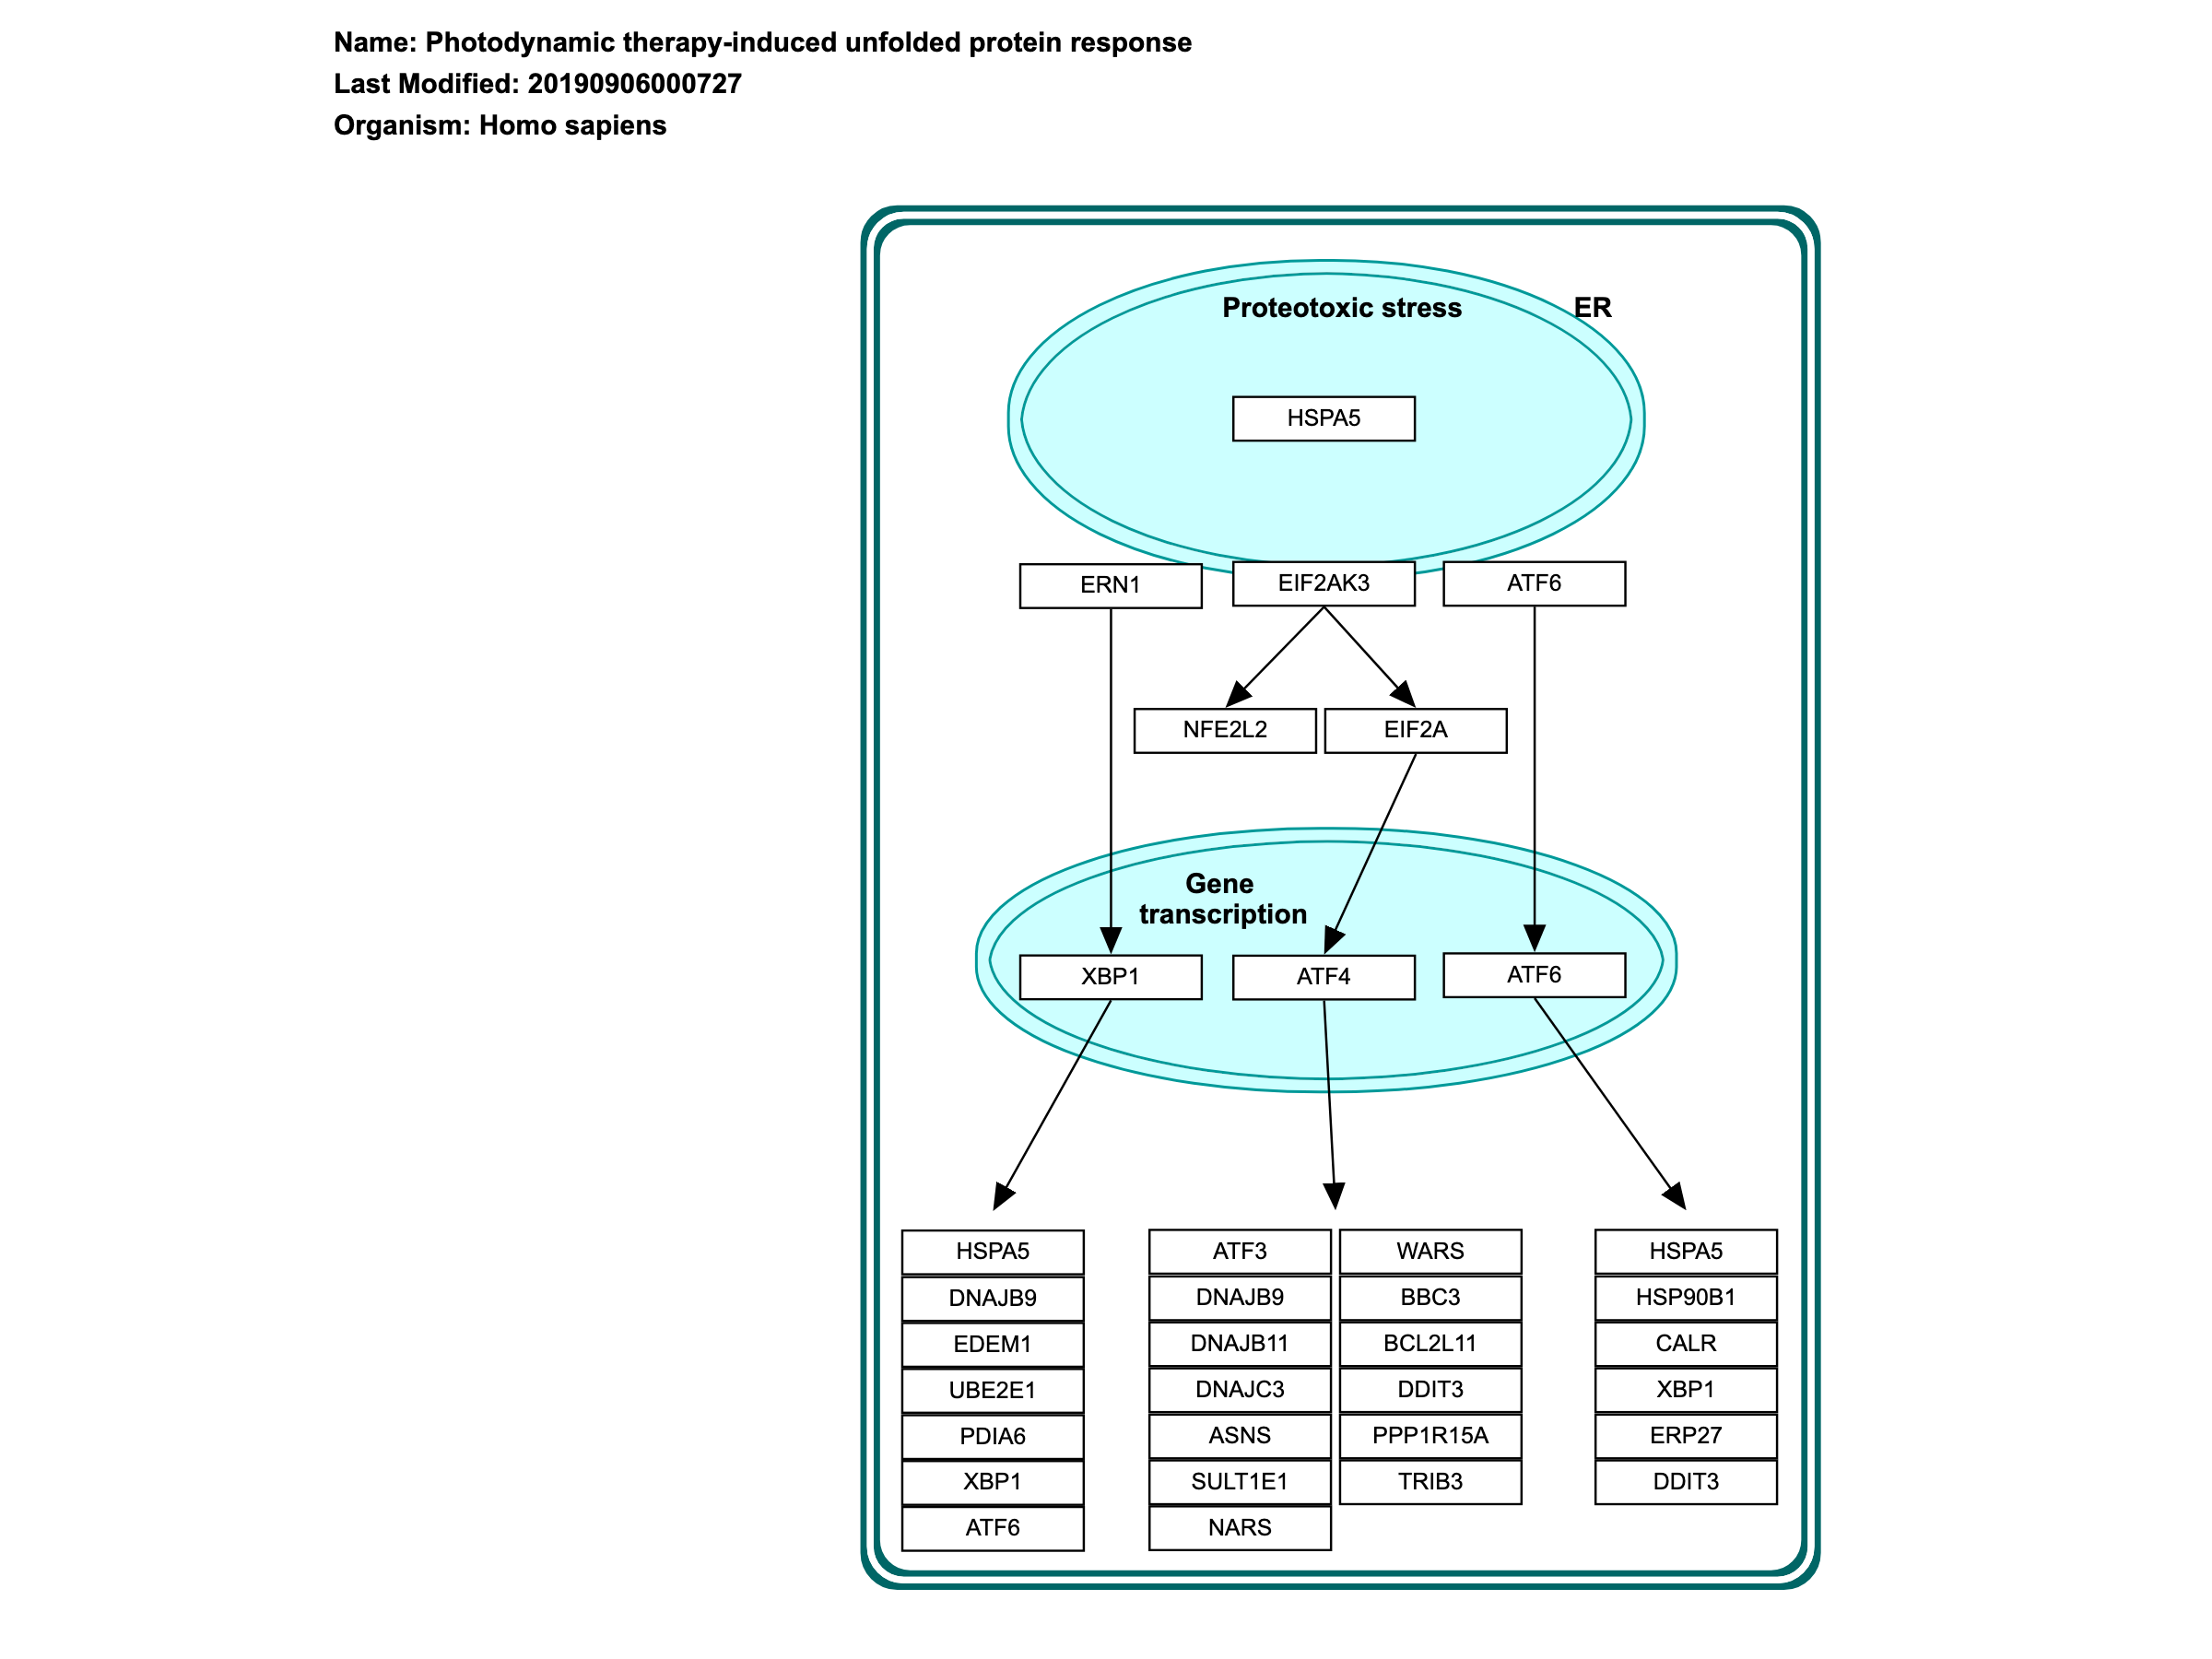 Name: Photodynamic therapy-induced unfolded protein response
Last Modified: 20190906000727
Organism: Homo sapiens
Proteotoxic stress
ER
HSPA5
ERN1
EIF2AK3
ATF6
NFE2L2
EIF2A
Gene
transcription
XBP1
ATF4
ATF6
HSPA5
DNAJB9
EDEM1
UBE2E1
PDIA6
XBP1
ATF6
ATF3
DNAJB9
DNAJB11
DNAJC3
ASNS
SULT1E1
NARS
WARS
BBC3
BCL2L11
DDIT3
PPP1R15A
TRIB3
HSPA5
HSP90B1
CALR
XBP1
ERP27
DDIT3